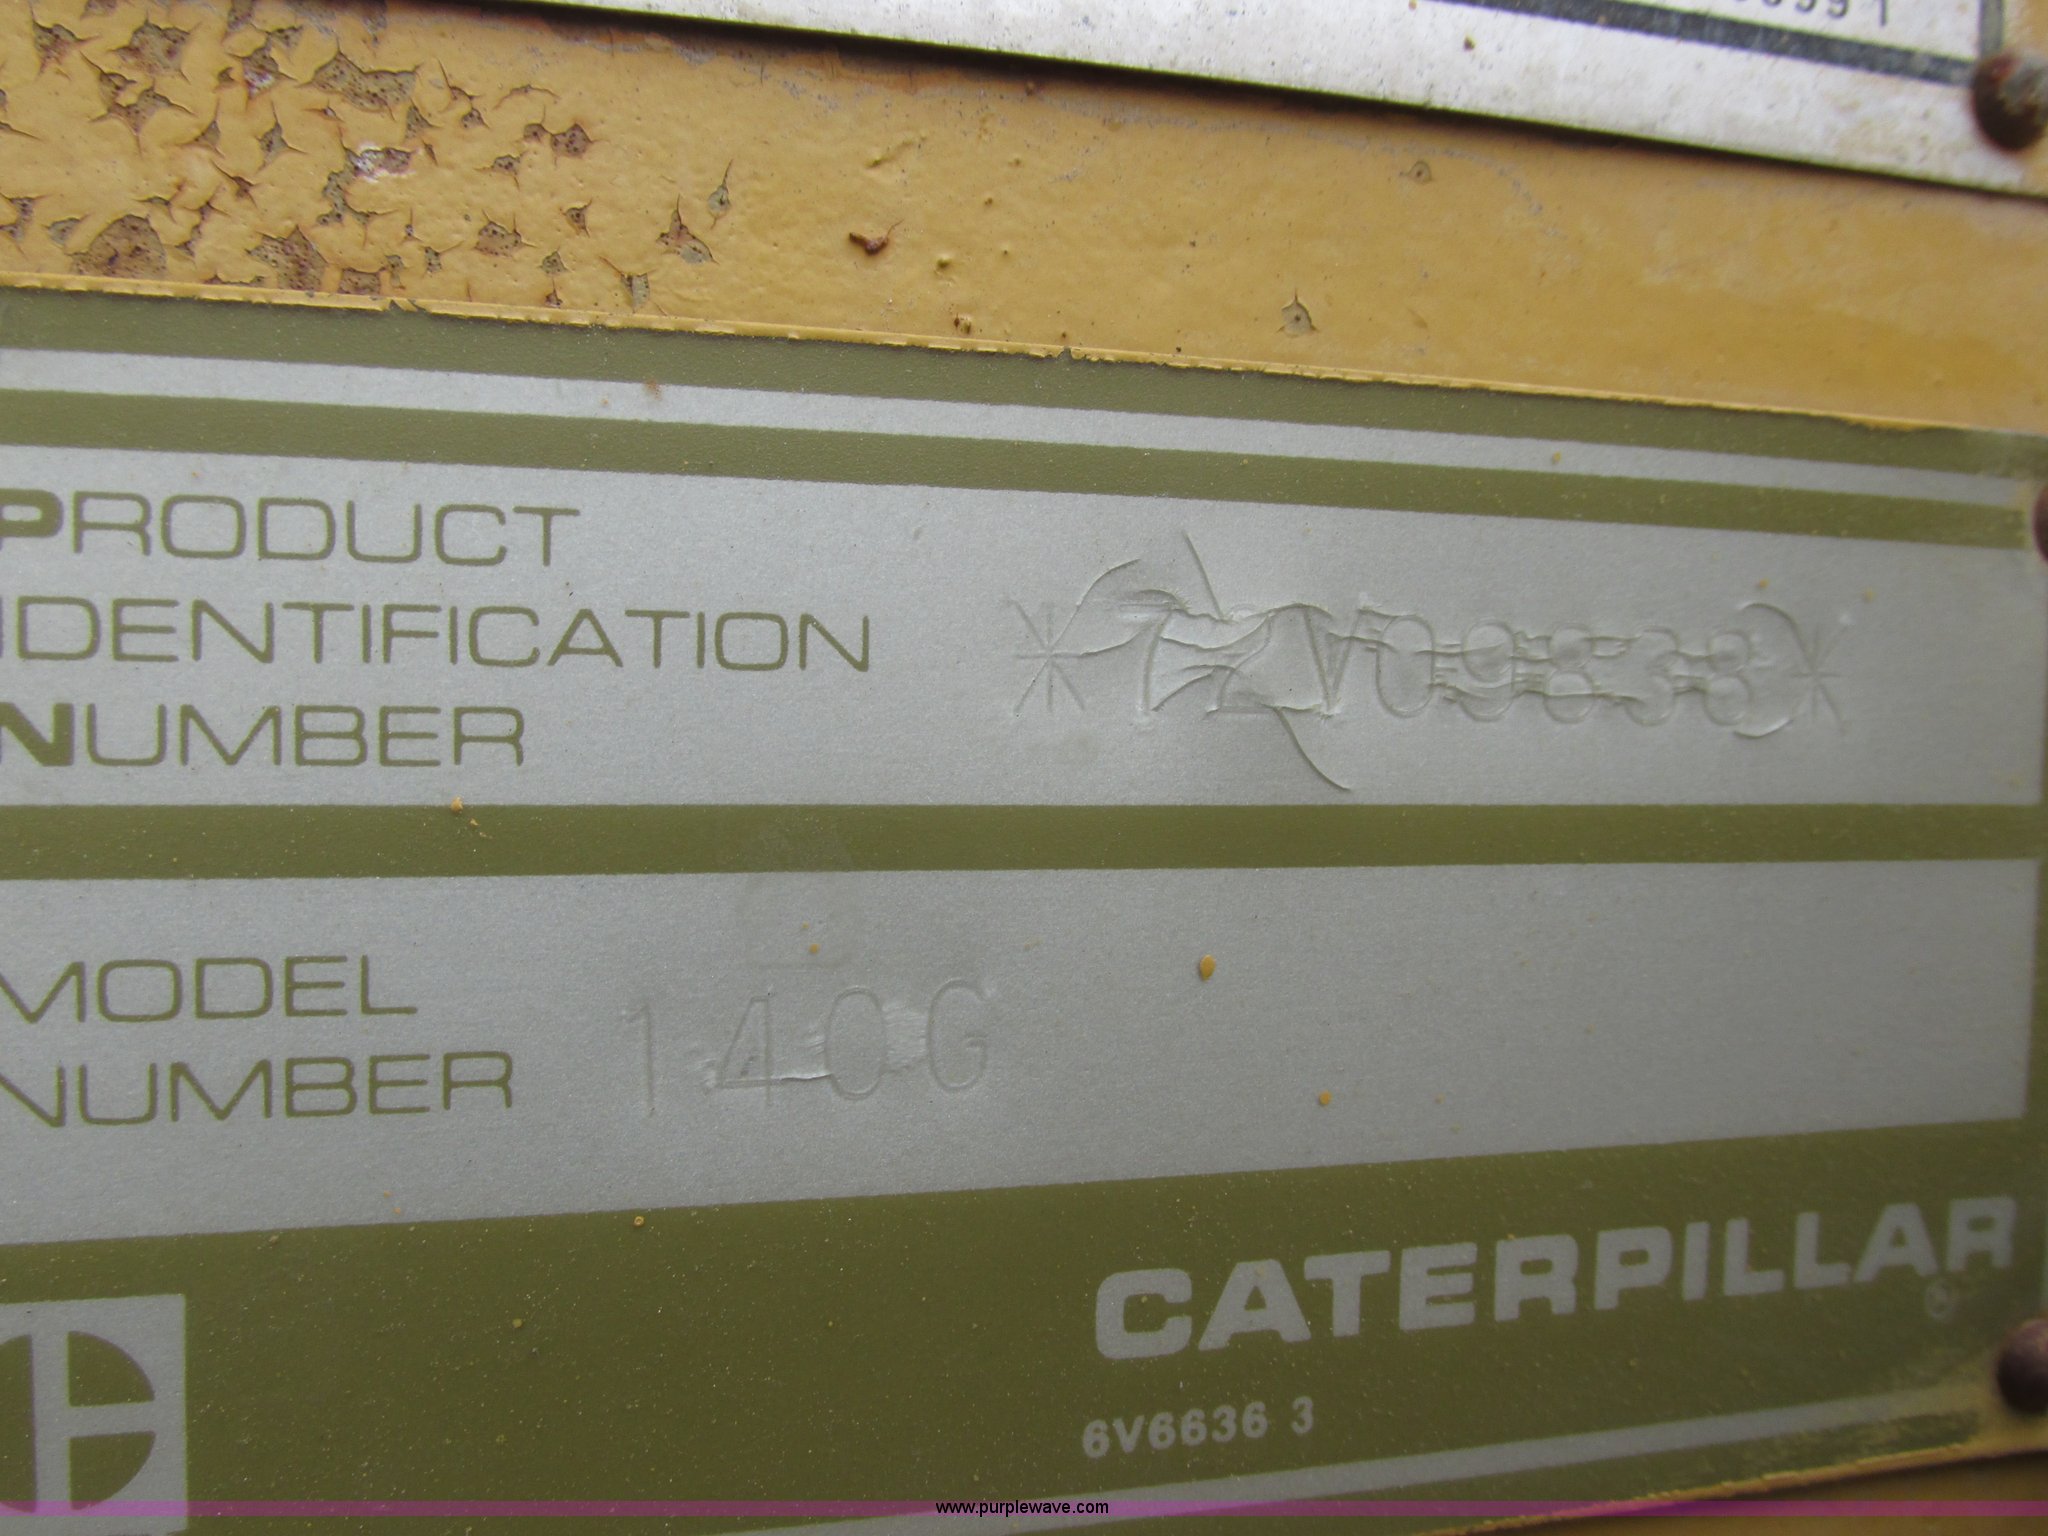 PRODUCT
IDENTIFICATION
NUMBER
*72V09838*
MODEL
NUMBER
140G
CATERPILLAR
6V6636 3
www.purplewave.com